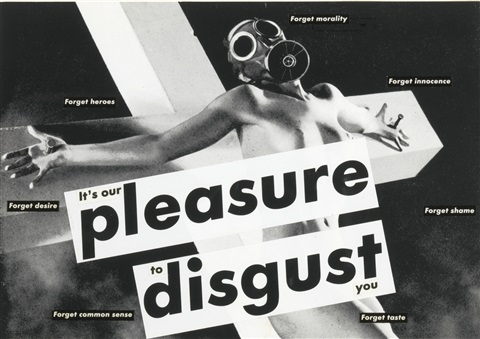 Forget morality
Forget innocence
Forget heroes
It's our
pleasure
to
disgust
you
Forget desire
Forget shame
Forget common sense
Forget taste